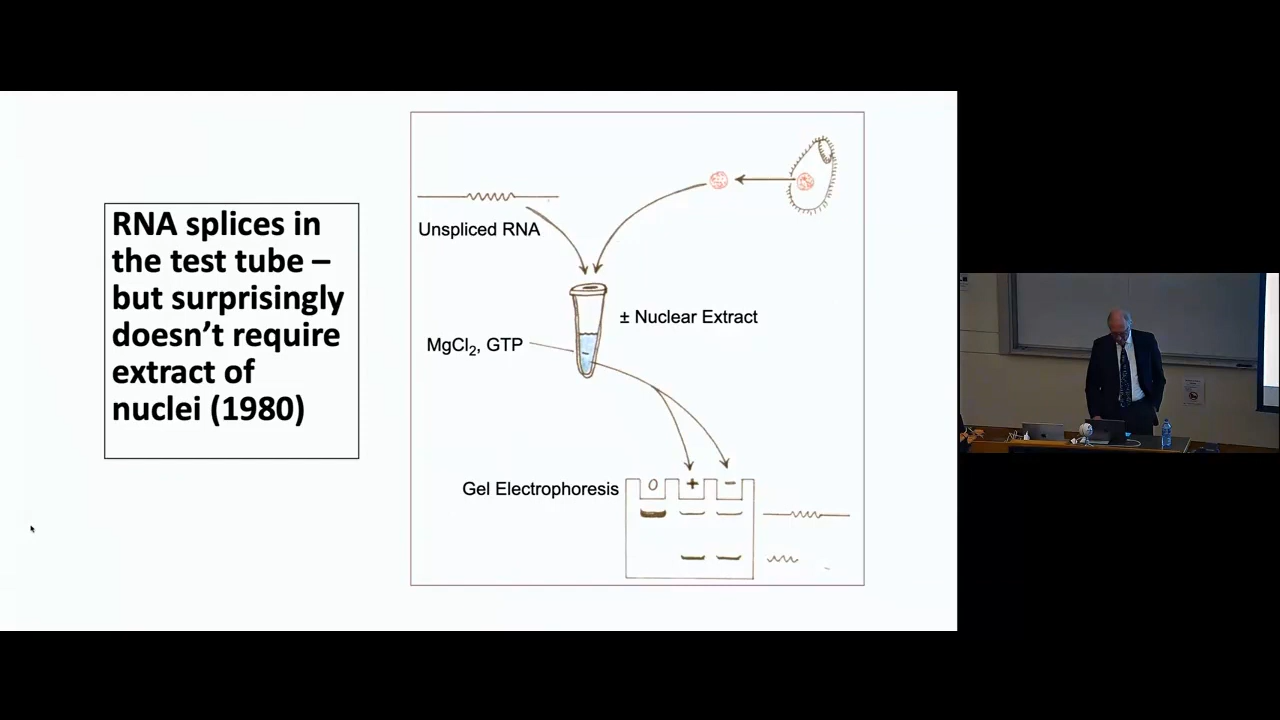 RNA splices in
the test tube –
but surprisingly
doesn’t require
extract of
nuclei (1980)
Unspliced RNA
± Nuclear Extract
MgCl₂, GTP
Gel Electrophoresis
O + −